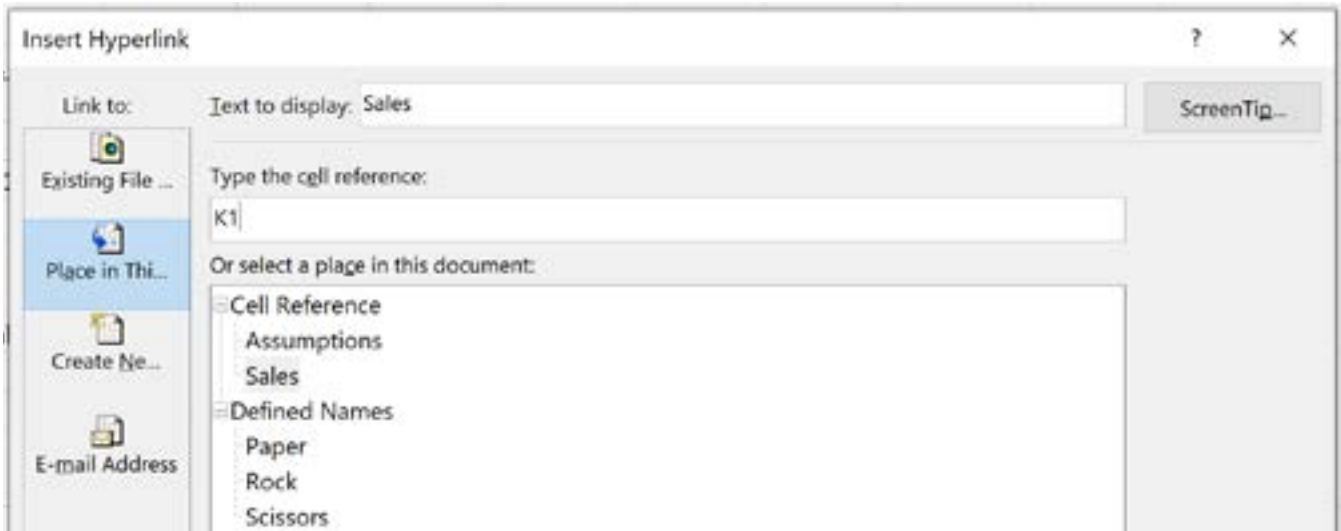 Insert Hyperlink ? ×
Link to:
Text to display: Sales
ScreenTip...
Existing File ...
Type the cell reference:
K1
Place in Thi...
Or select a place in this document:
Cell Reference
Assumptions
Create Ne...
Sales
Defined Names
Paper
E-mail Address
Rock
Scissors